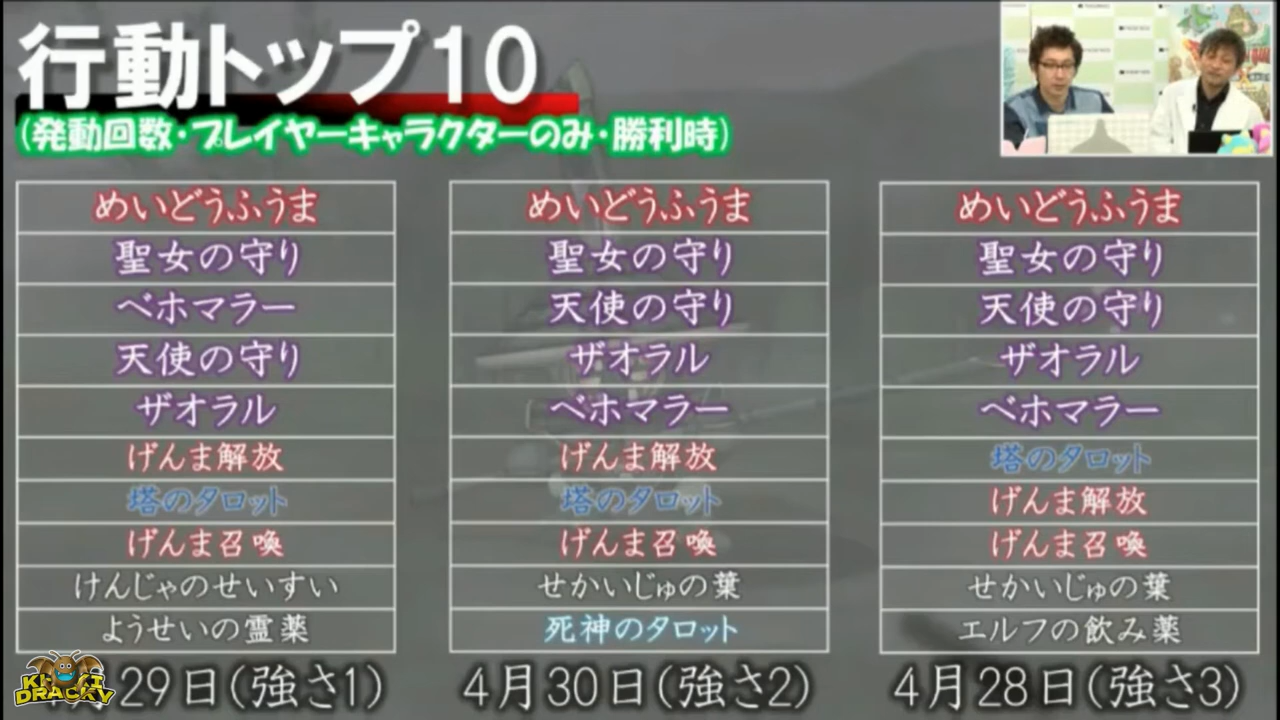 行動トップ10
(発動回数・プレイヤーキャラクターのみ・勝利時)
めいどうふうま
聖女の守り
ベホマラー
天使の守り
ザオラル
げんま解放
塔のタロット
げんま召喚
けんじゃのせいすい
ようせいの霊薬
月29日(強さ1)
めいどうふうま
聖女の守り
天使の守り
ザオラル
ベホマラー
げんま解放
塔のタロット
げんま召喚
せかいじゅの葉
死神のタロット
4月30日(強さ2)
めいどうふうま
聖女の守り
天使の守り
ザオラル
ベホマラー
塔のタロット
げんま解放
げんま召喚
せかいじゅの葉
エルフの飲み薬
4月28日(強さ3)
DRACKY